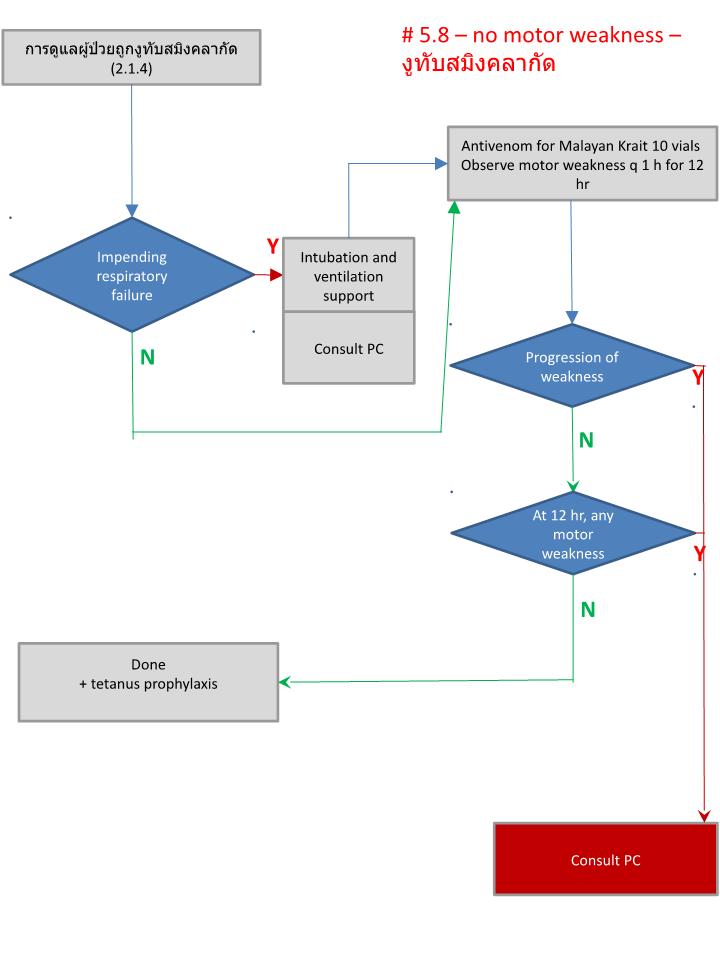 # 5.8 – no motor weakness –
งูทับสมิงคลากัด
การดูแลผู้ป่วยถูกงูทับสมิงคลากัด
(2.1.4)
Antivenom for Malayan Krait 10 vials
Observe motor weakness q 1 h for 12
hr
Impending
respiratory
failure
Y
Intubation and
ventilation
support
Consult PC
N
Progression of
weakness
Y
N
At 12 hr, any
motor
weakness
Y
N
Done
+ tetanus prophylaxis
Consult PC